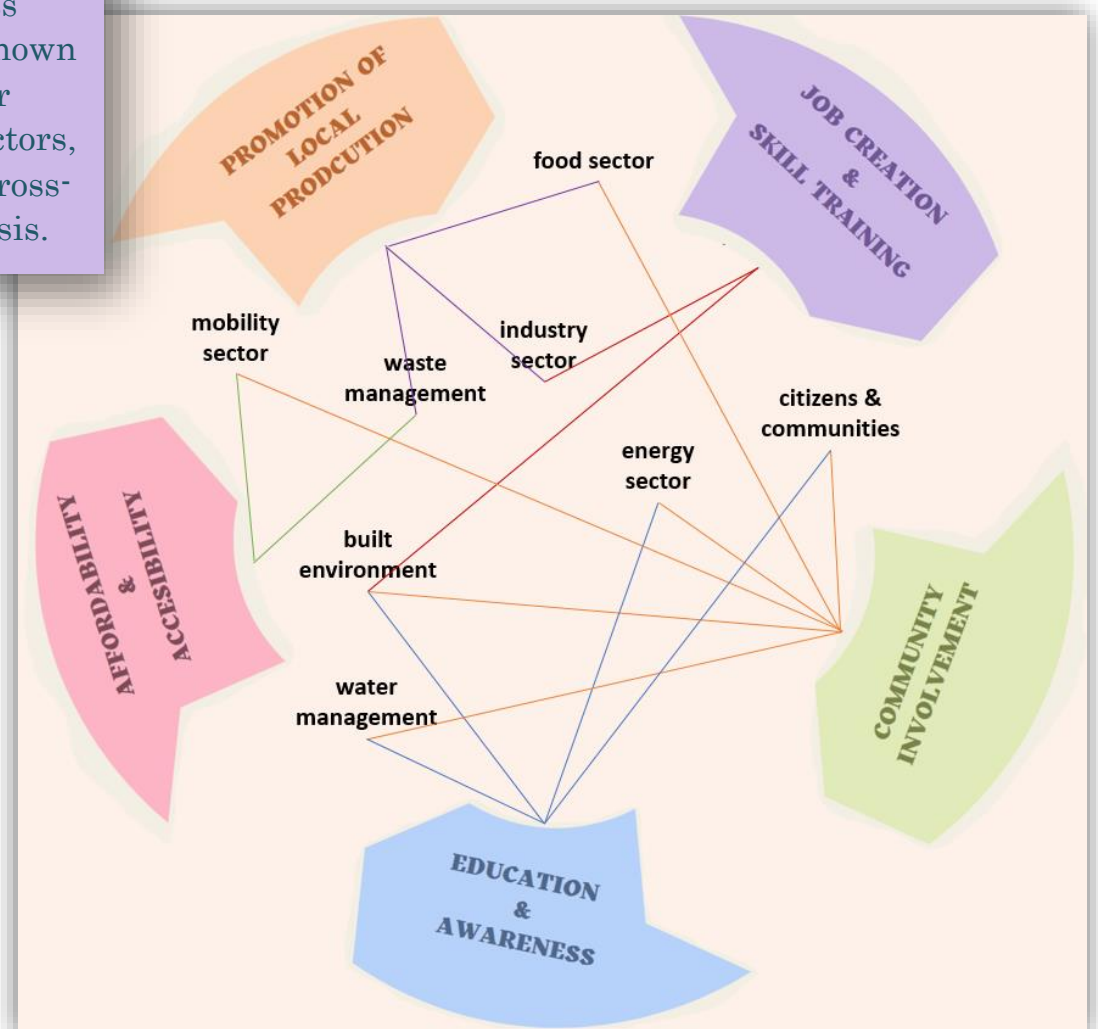 s
nown
r
ctors,
ross-
sis.
PROMOTION OF
LOCAL
PRODCUTION
JOB CREATION
&
SKILL TRAINING
food sector
mobility
sector
industry
sector
waste
management
citizens &
communities
energy
sector
AFFORDABILITY
&
ACCESIBILITY
built
environment
COMMUNITY
INVOLVEMENT
water
management
EDUCATION
&
AWARENESS